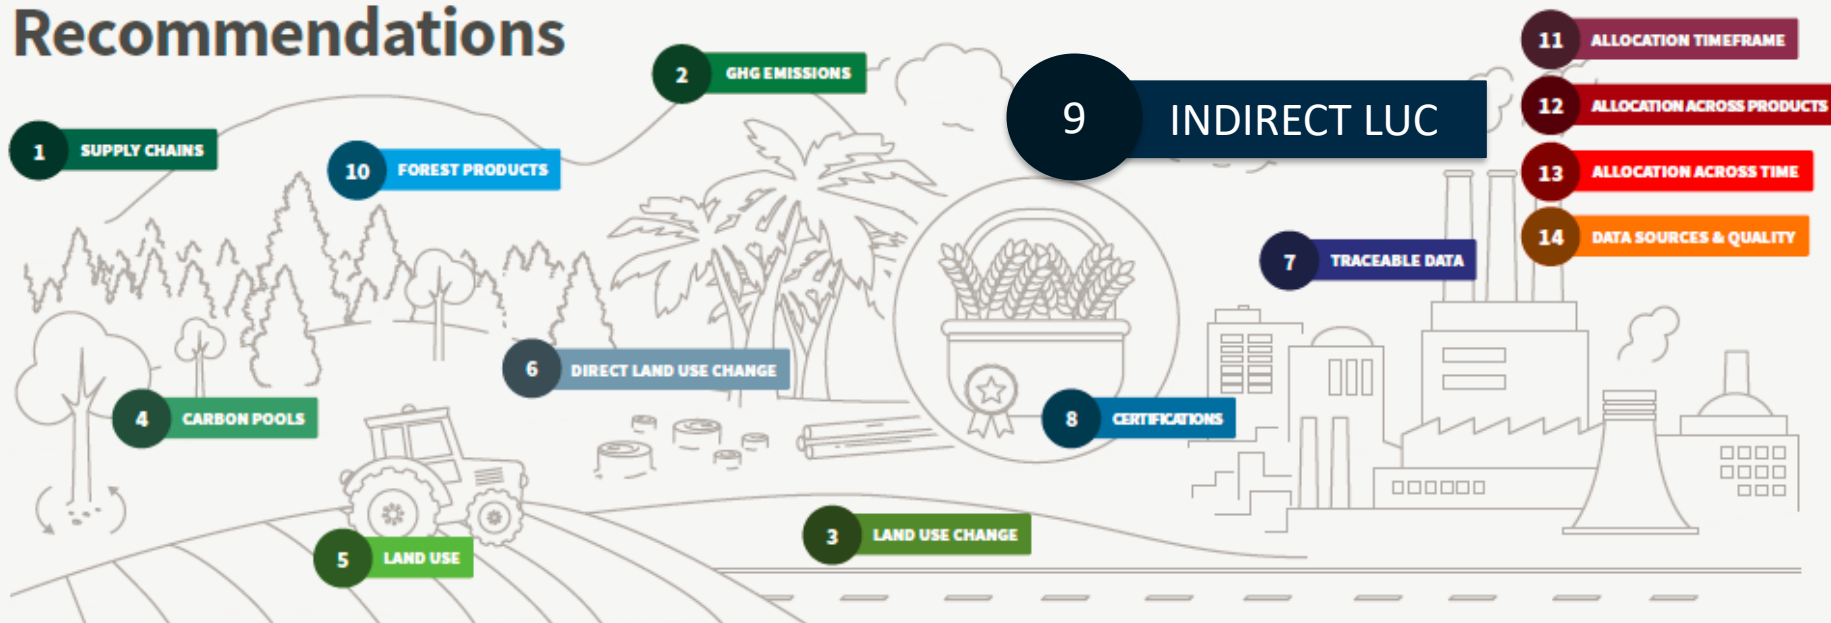 Recommendations
1 SUPPLY CHAINS
2 GHG EMISSIONS
10 FOREST PRODUCTS
9 INDIRECT LUC
11 ALLOCATION TIMEFRAME
12 ALLOCATION ACROSS PRODUCTS
13 ALLOCATION ACROSS TIME
14 DATA SOURCES & QUALITY
7 TRACEABLE DATA
6 DIRECT LAND USE CHANGE
4 CARBON POOLS
8 CERTIFICATIONS
5 LAND USE
3 LAND USE CHANGE